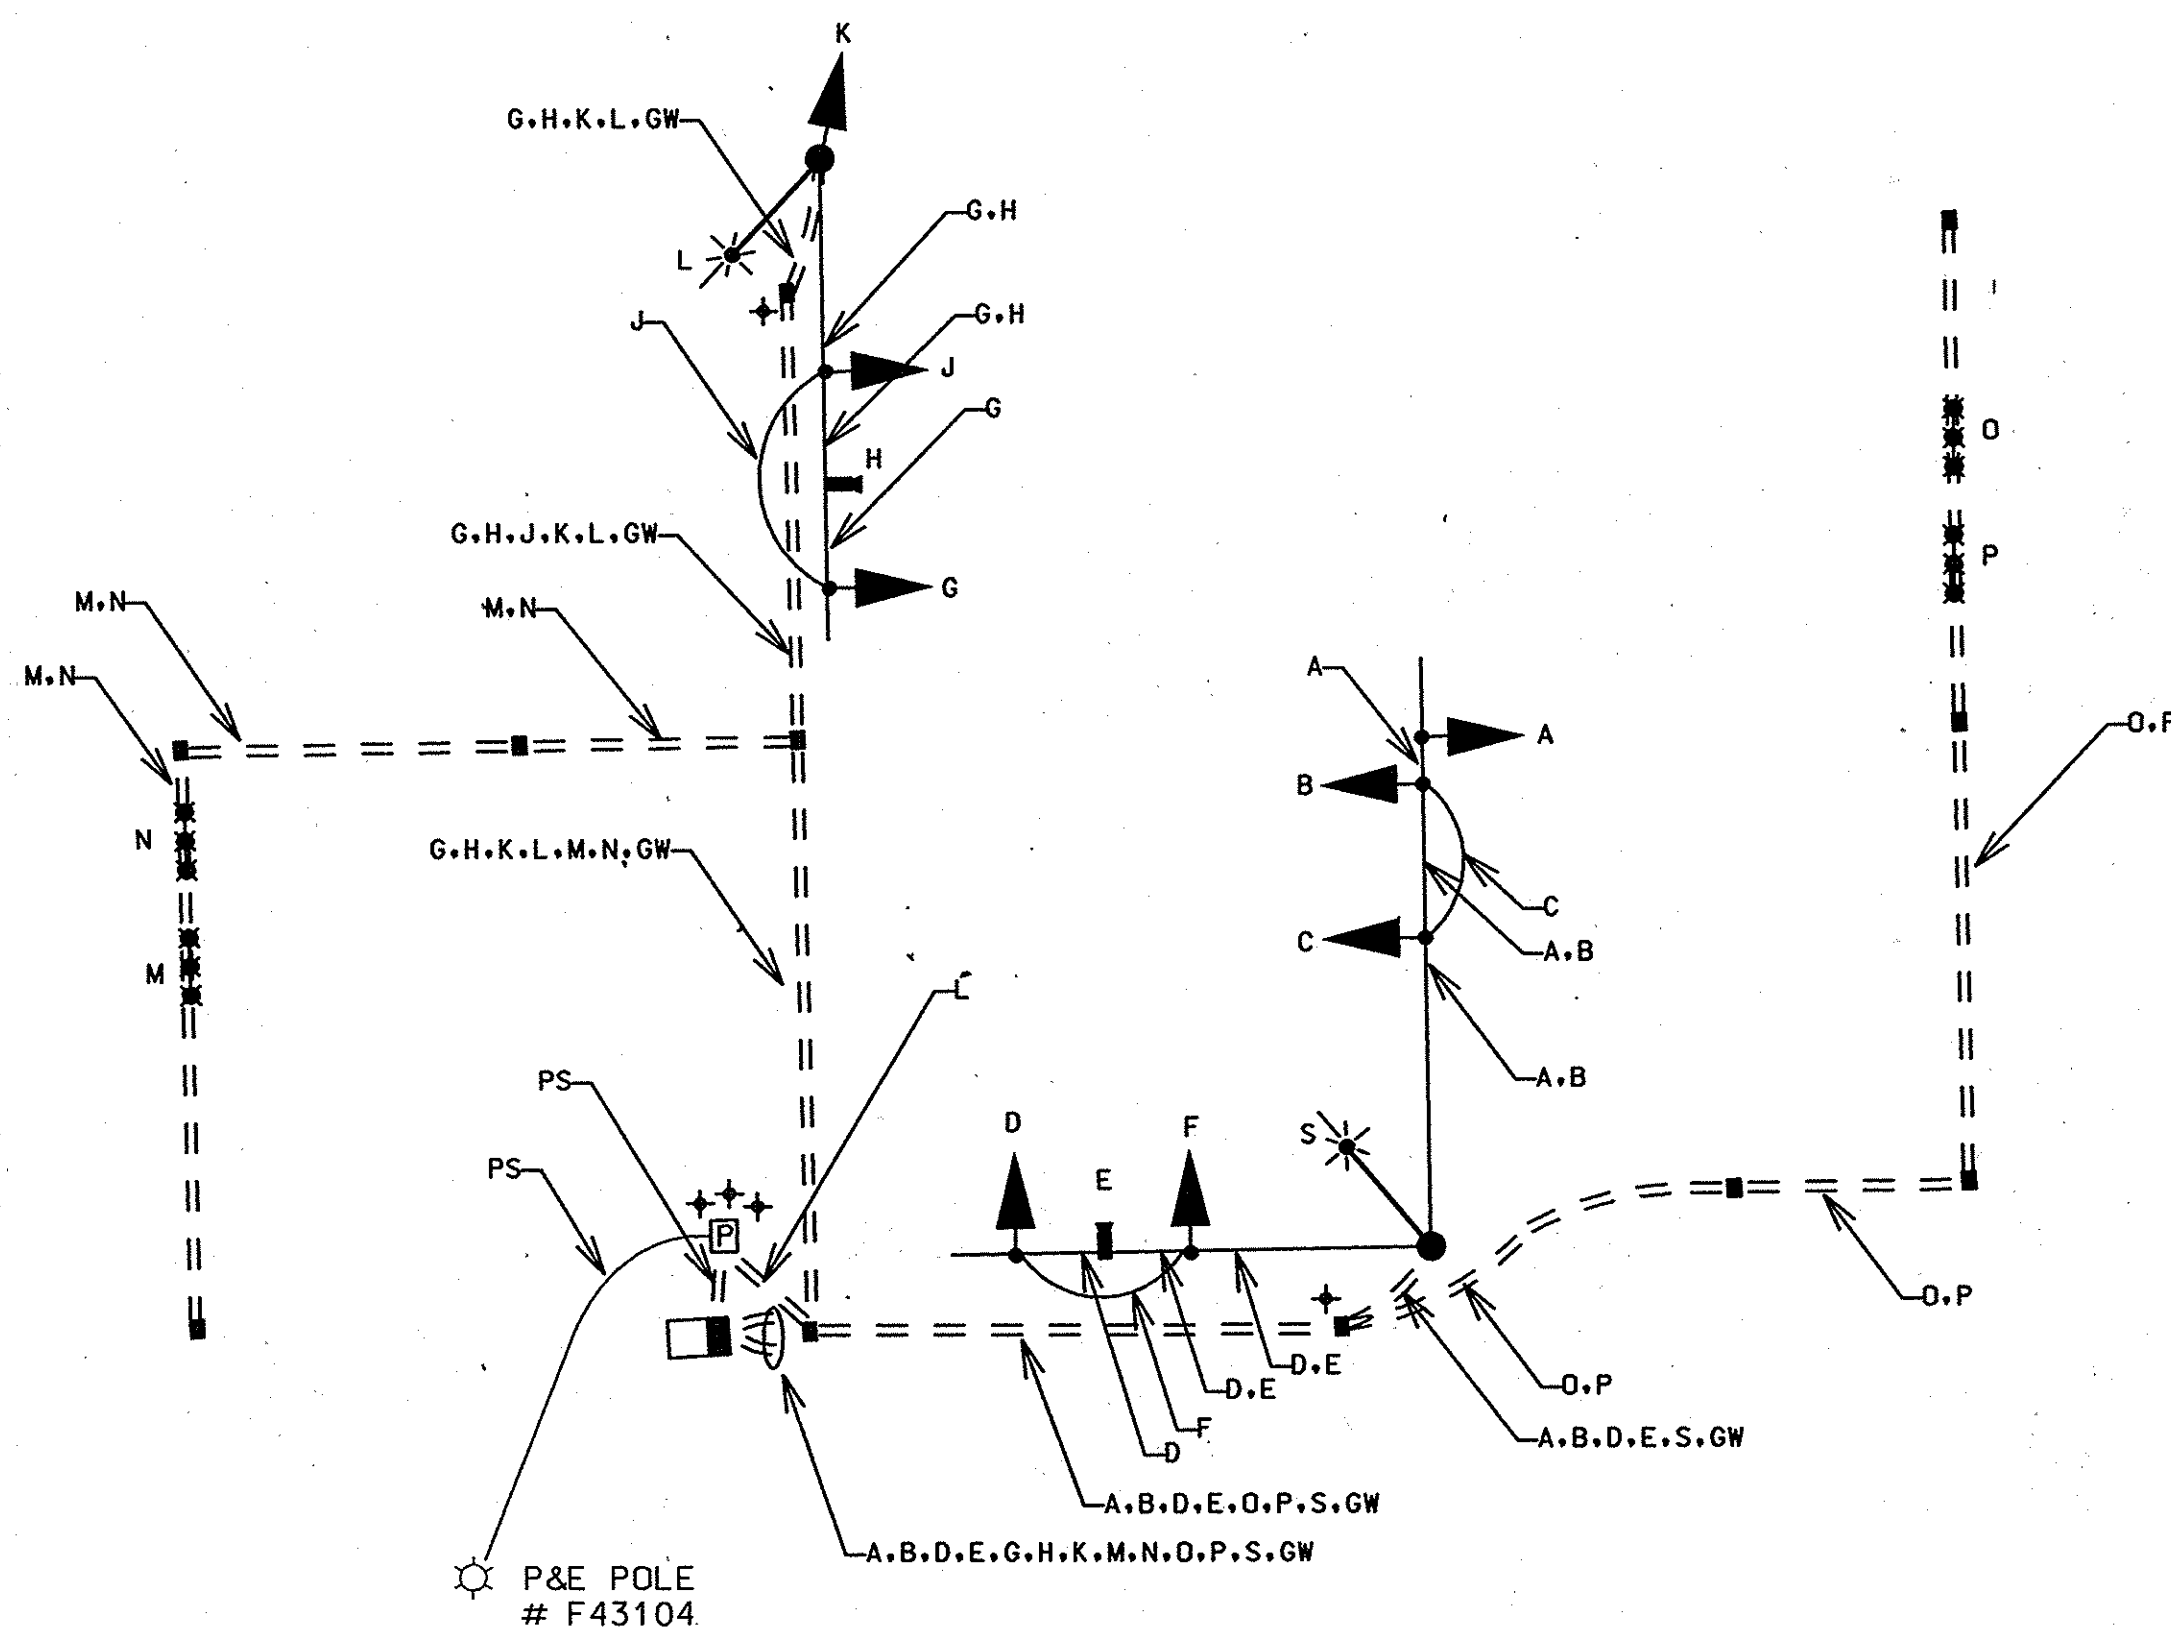 K
G.H.K.L.GW
G.H
L
J
G.H
J
G
O
H
G.H.J.K.L.GW
P
G
M.N
M.N
A
M.N
O.P
A
B
N
G.H.K.L.M.N.GW
C
C
A.B
M
L
PS
A.B
D
F
S
PS
E
P
O.P
D.E
O.P
D.E
F
A.B.D.E.S.GW
D
A.B.D.E.O.P.S.GW
A.B.D.E.G.H.K.M.N.O.P.S.GW
P&E POLE
# F43104